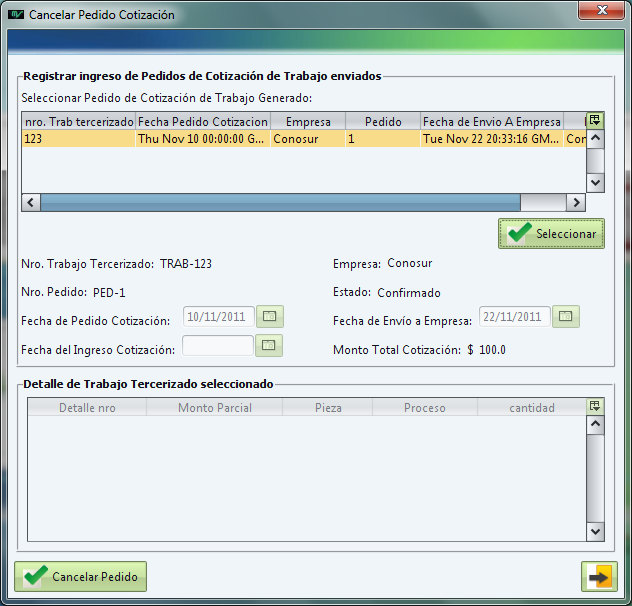 Cancelar Pedido Cotización
Registrar ingreso de Pedidos de Cotización de Trabajo enviados
Seleccionar Pedido de Cotización de Trabajo Generado:
nro. Trab tercerizado Fecha Pedido Cotizacion Empresa Pedido Fecha de Envio A Empresa
123 Thu Nov 10 00:00:00 G... Conosur 1 Tue Nov 22 20:33:16 GM... Con
Seleccionar
Nro. Trabajo Tercerizado: TRAB-123 Empresa: Conosur
Nro. Pedido: PED-1 Estado: Confirmado
Fecha de Pedido Cotización: 10/11/2011 Fecha de Envío a Empresa: 22/11/2011
Fecha del Ingreso Cotización: Monto Total Cotización: $ 100.0
Detalle de Trabajo Tercerizado seleccionado
Detalle nro Monto Parcial Pieza Proceso cantidad
Cancelar Pedido